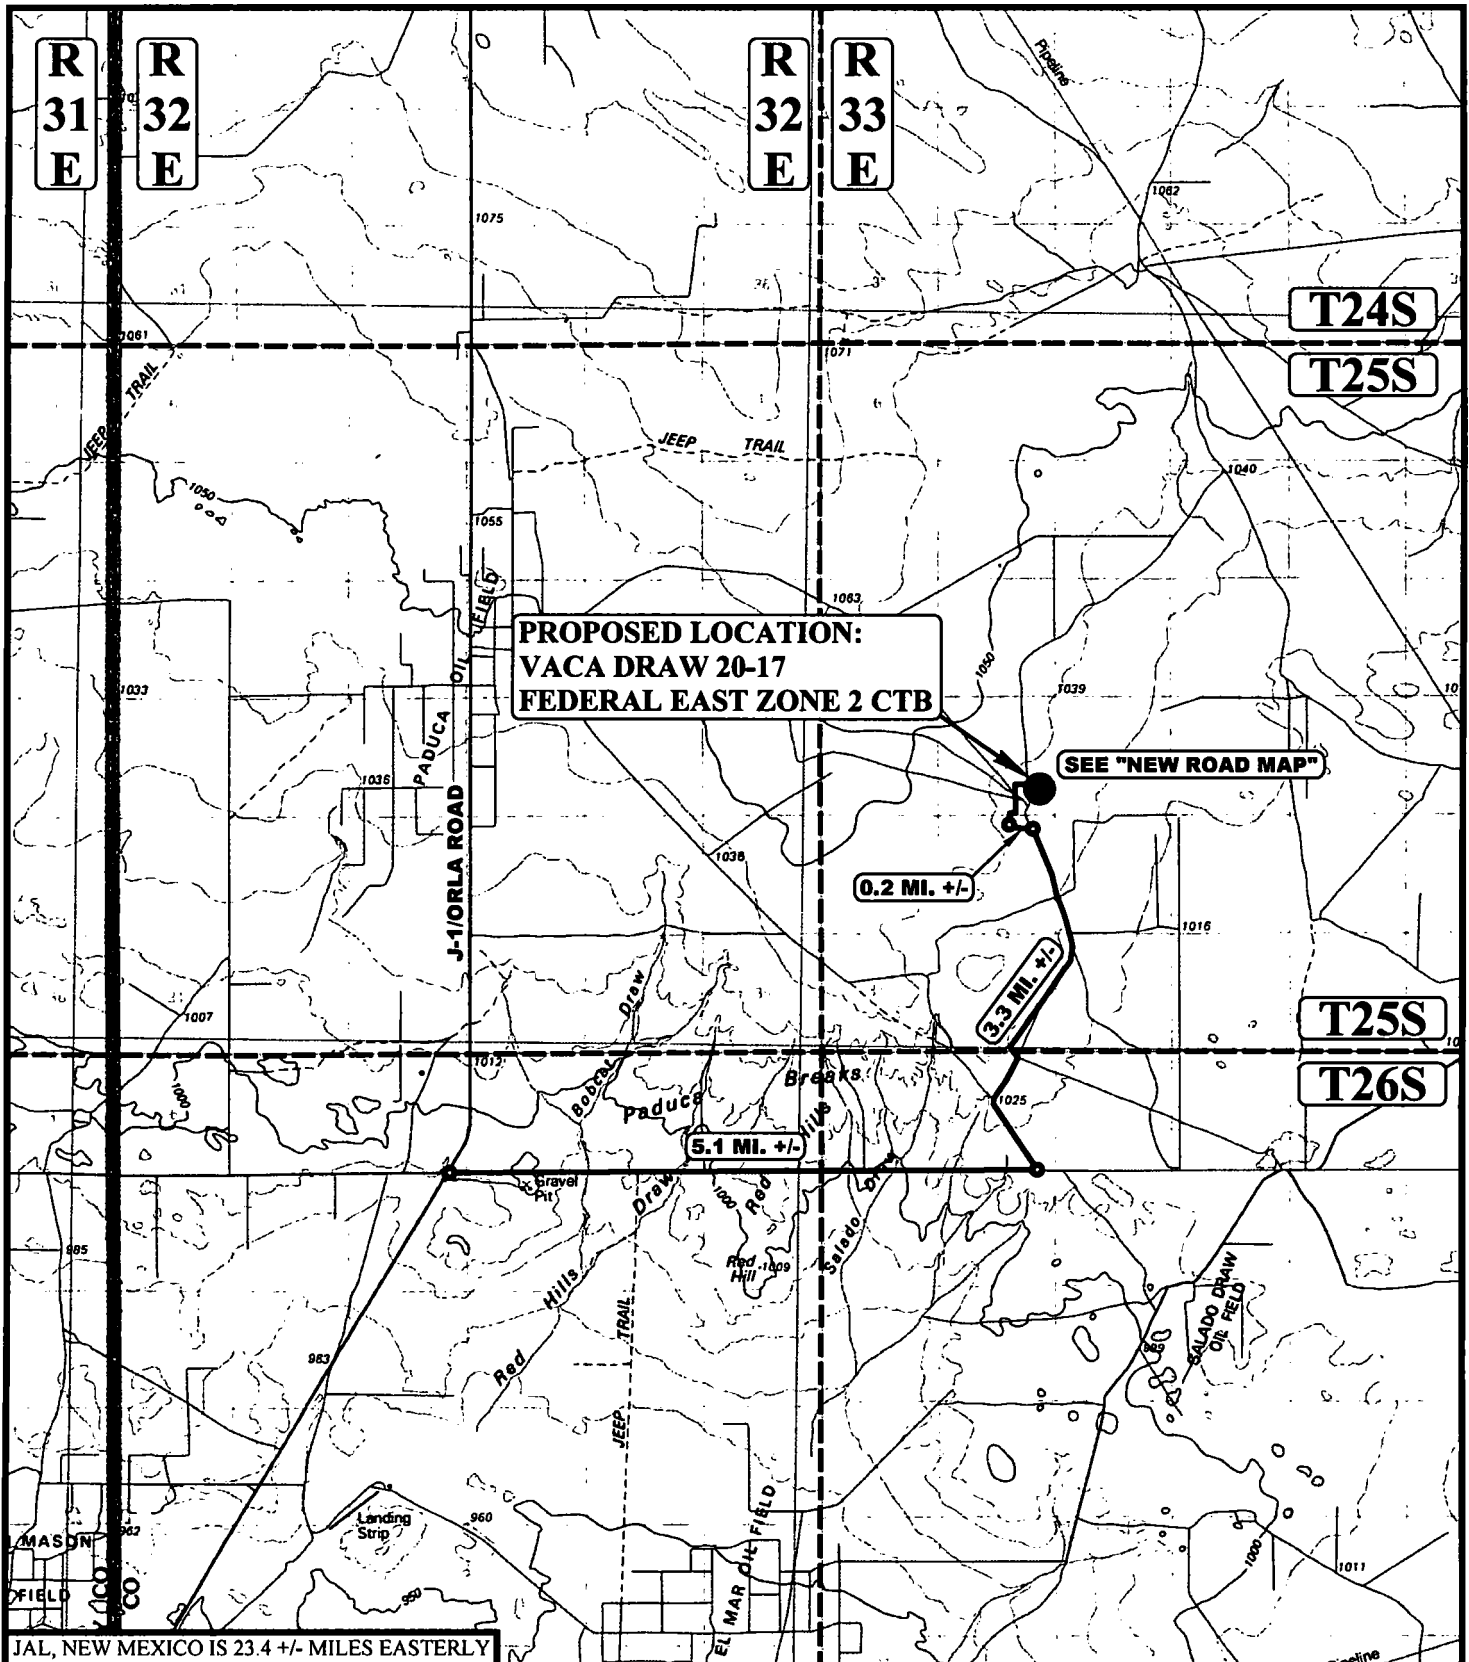 R
31
E
R
32
E
R
32
E
R
33
E
Pipeline
1062
1075
36
31
T24S
1061
1071
T25S
JEEP TRAIL
JEEP TRAIL
1040
1050
1055
FIELD
1063
PROPOSED LOCATION:
VACA DRAW 20-17
FEDERAL EAST ZONE 2 CTB
OIL
1050
1033
1039
PADUCA
SEE "NEW ROAD MAP"
1036
J-1/ORLA ROAD
1036
0.2 MI. +/-
1016
3.3 MI. +/-
Draw
1007
T25S
1012
Bobcat
Breaks
T26S
1000
Paduca
1025
Hills
5.1 MI. +/-
Gravel
Pit
Draw
1000
Red
Draw
985
Salado
Red
Hill
1009
Hills
TRAIL
SALADO DRAW
OIL FIELD
983
Red
989
JEEP
Landing
Strip
960
EL MAR OIL FIELD
MASON
962
1000
1011
FIELD
CO
CO
950
JAL, NEW MEXICO IS 23.4 +/- MILES EASTERLY